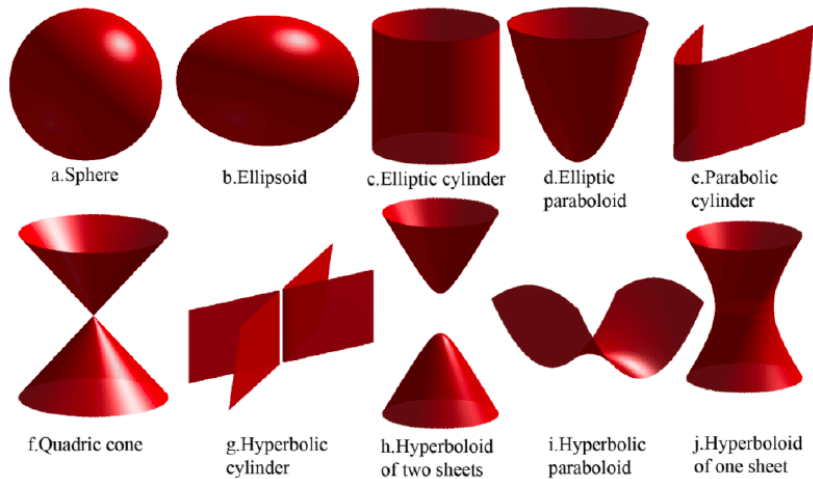 a.Sphere
b.Ellipsoid
c.Elliptic cylinder
d.Elliptic
paraboloid
e.Parabolic
cylinder
f.Quadric cone
g.Hyperbolic
cylinder
h.Hyperboloid
of two sheets
i.Hyperbolic
paraboloid
j.Hyperboloid
of one sheet